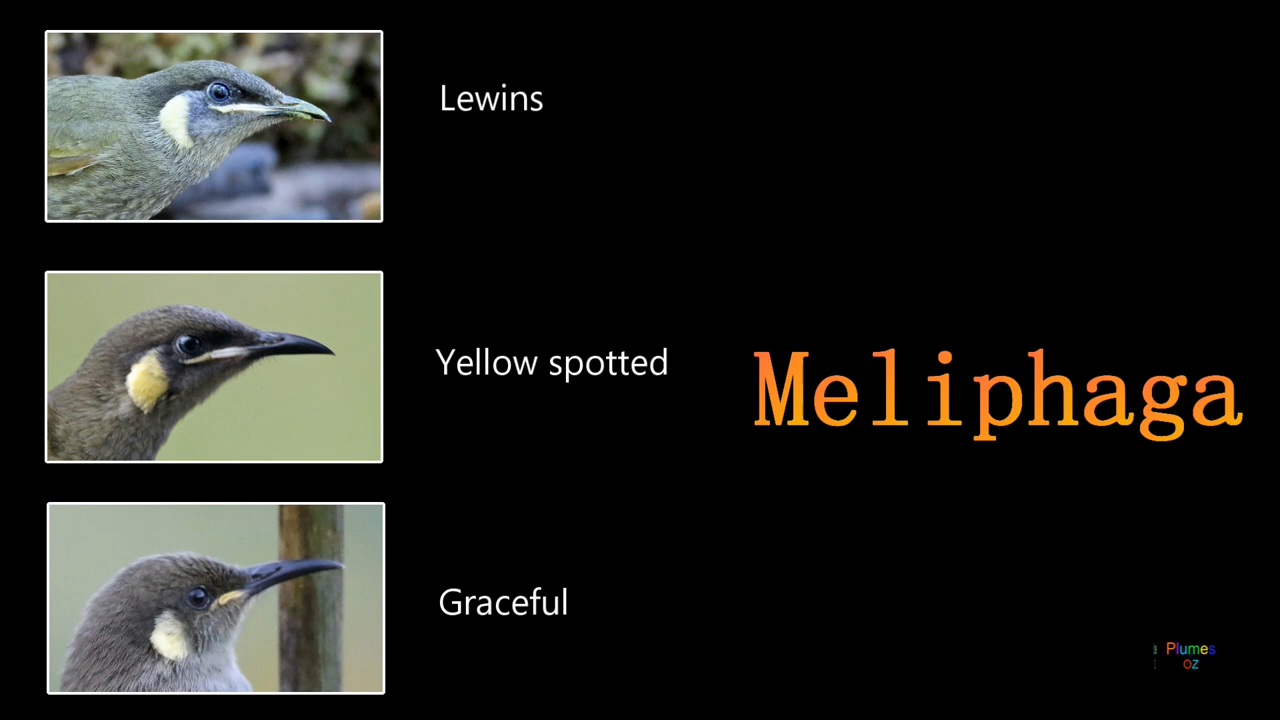 Lewins
Yellow spotted
Meliphaga
Graceful
Plumes
oz